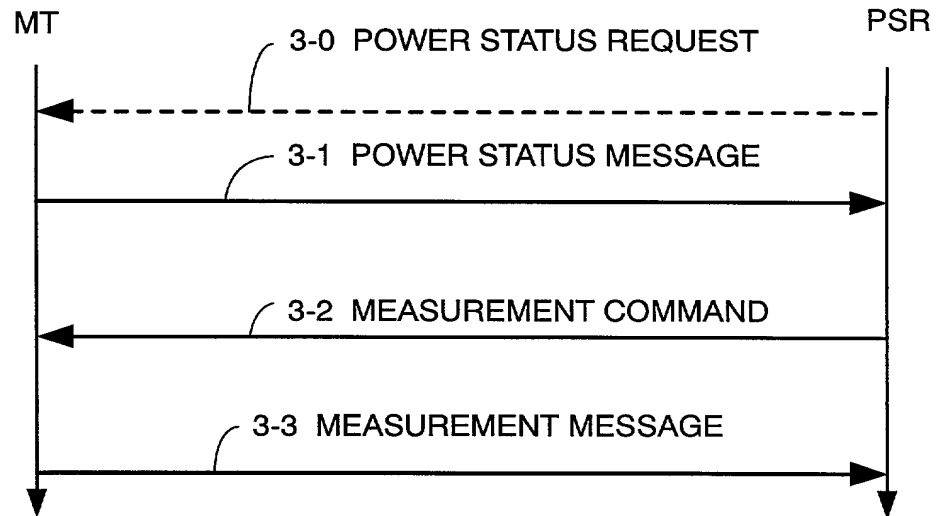 MT
PSR
3-0 POWER STATUS REQUEST
3-1 POWER STATUS MESSAGE
3-2 MEASUREMENT COMMAND
3-3 MEASUREMENT MESSAGE